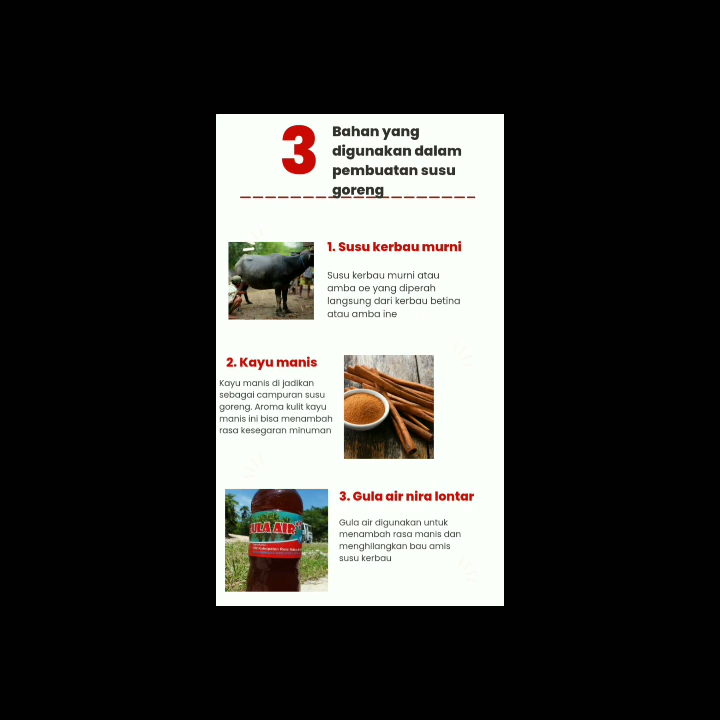 3
Bahan yang
digunakan dalam
pembuatan susu
goreng
1. Susu kerbau murni
Susu kerbau murni atau
amba oe yang diperah
langsung dari kerbau betina
atau amba ine
2. Kayu manis
Kayu manis di jadikan
sebagai campuran susu
goreng. Aroma kulit kayu
manis ini bisa menambah
rasa kesegaran minuman
3. Gula air nira lontar
Gula air digunakan untuk
menambah rasa manis dan
menghilangkan bau amis
susu kerbau
GULA AIR